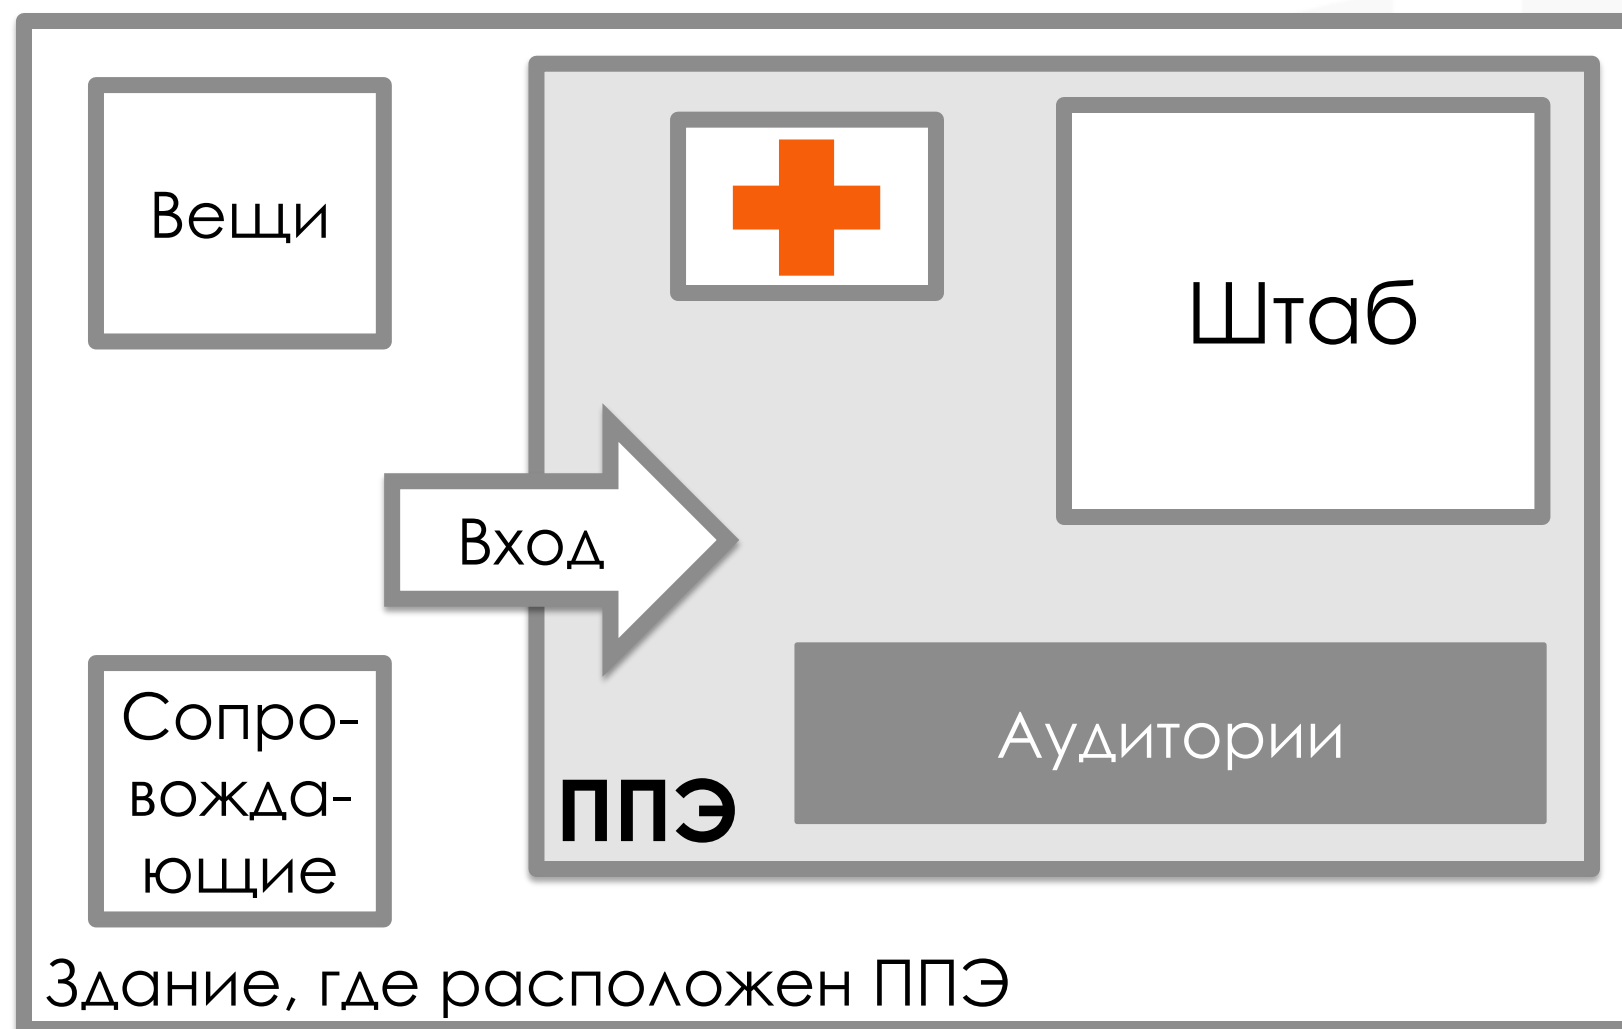 Вещи
Штаб
Вход
Сопро-
вожда-
ющие
Аудитории
ППЭ
Здание, где расположен ППЭ